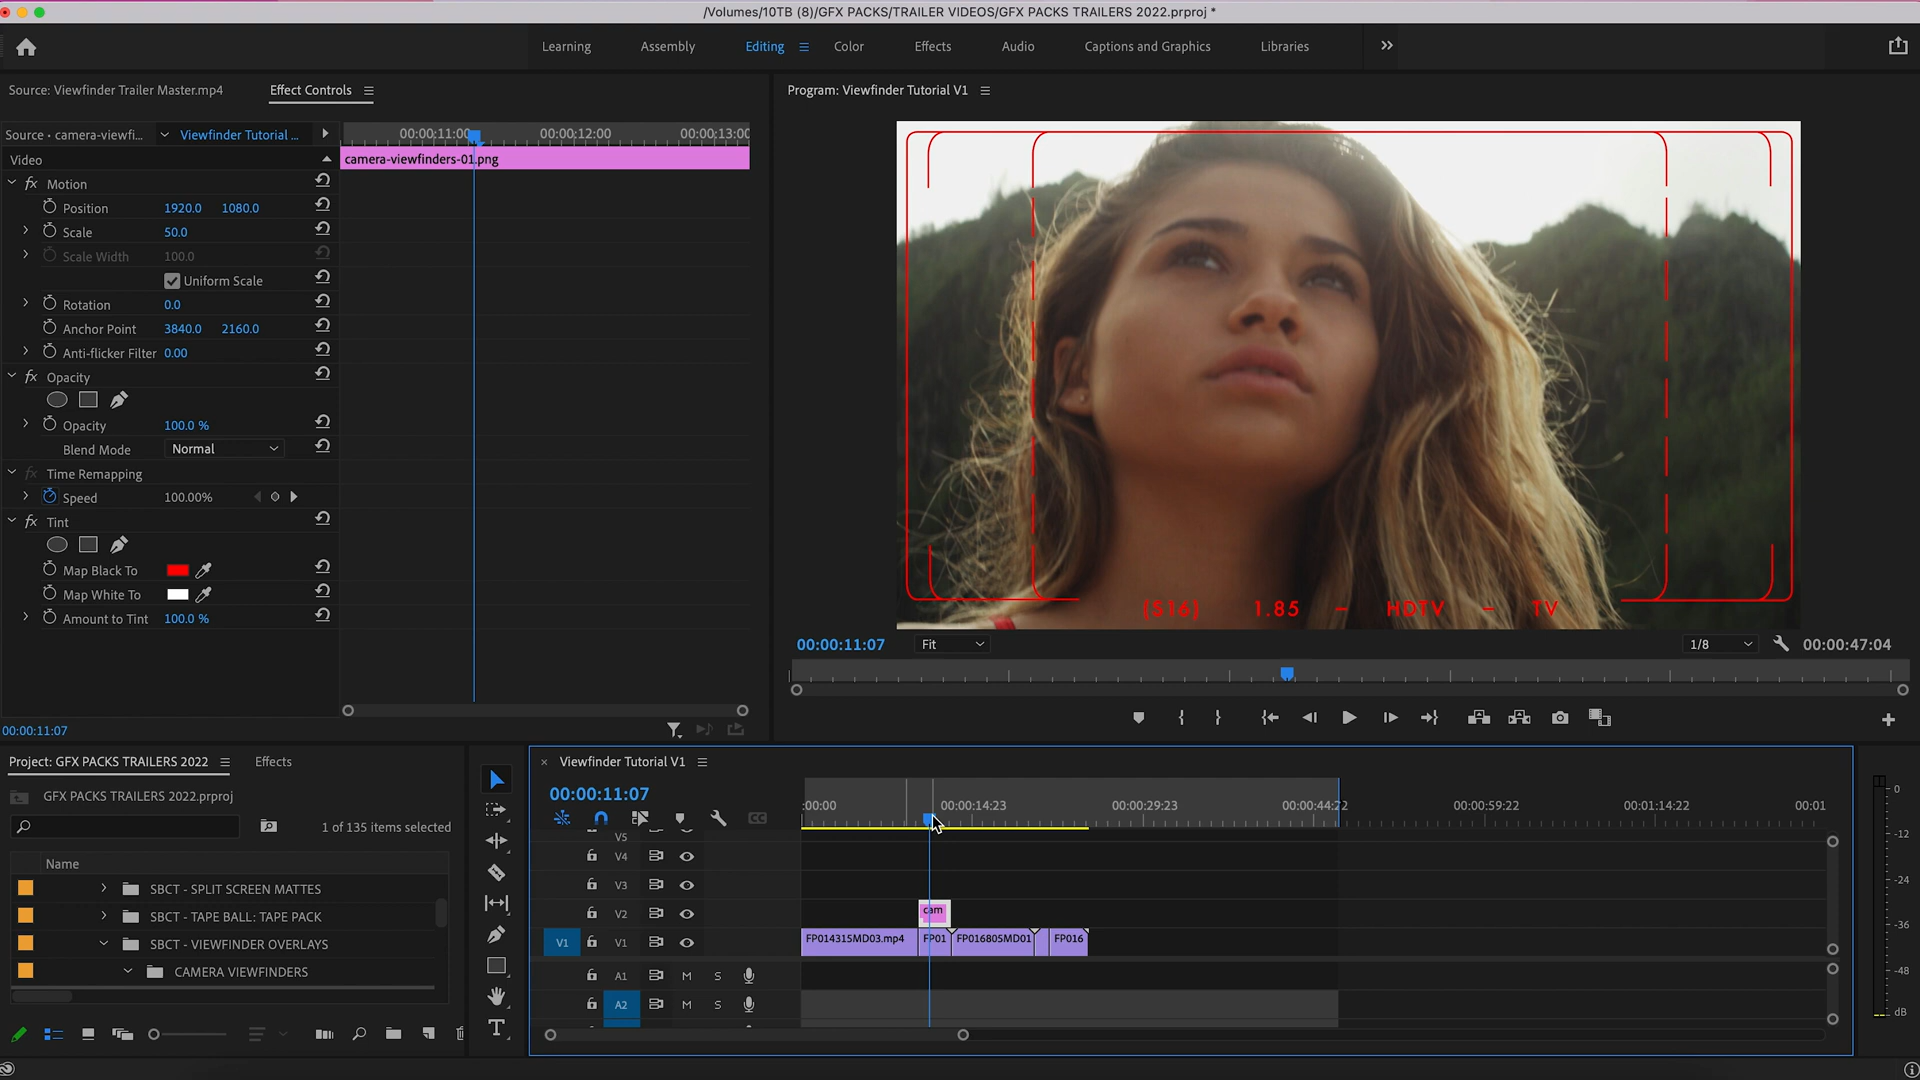 /Volumes/10TB (8)/GFX PACKS/TRAILER VIDEOS/GFX PACKS TRAILERS 2022.prproj *
Learning Assembly Editing Color Effects Audio Captions and Graphics Libraries
Source: Viewfinder Trailer Master.mp4 Effect Controls
Program: Viewfinder Tutorial V1
Source • camera-viewfi... Viewfinder Tutorial ...
00:00:11:00 00:00:12:00 00:00:13:00
Video
camera-viewfinders-01.png
fx Motion
Position 1920.0 1080.0
Scale 50.0
Scale Width 100.0
Uniform Scale
Rotation 0.0
Anchor Point 3840.0 2160.0
Anti-flicker Filter 0.00
fx Opacity
Opacity 100.0 %
Blend Mode Normal
fx Time Remapping
Speed 100.00%
fx Tint
Map Black To
Map White To
Amount to Tint 100.0 %
00:00:11:07
(S16) 1.85 – HDTV – TV
00:00:11:07 Fit 1/8 00:00:47:04
Project: GFX PACKS TRAILERS 2022 Effects
GFX PACKS TRAILERS 2022.prproj
1 of 135 items selected
Name
SBCT - SPLIT SCREEN MATTES
SBCT - TAPE BALL: TAPE PACK
SBCT - VIEWFINDER OVERLAYS
CAMERA VIEWFINDERS
T
× Viewfinder Tutorial V1
00:00:11:07
:00:00 00:00:14:23 00:00:29:23 00:00:44:22 00:00:59:22 00:01:14:22 00:01
CC
V5
V4
V3
V2 cam
V1 V1 FP014315MD03.mp4 FP01 FP016805MD01 FP016
A1 M S
A2 M S
0
-12
-24
-36
-48
dB